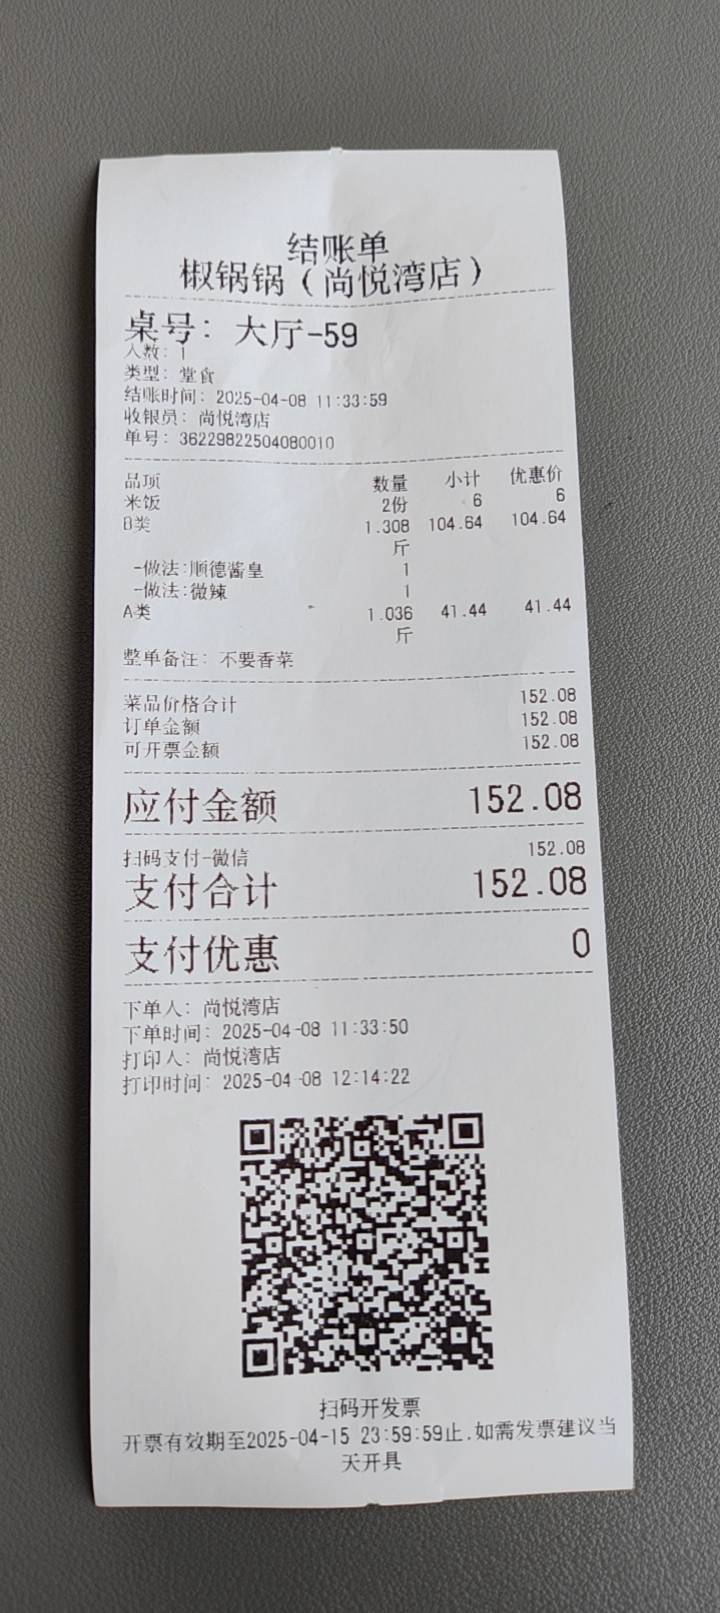 结账单
椒锅锅（尚悦湾店）
桌号：大厅-59
人数：1
类型：堂食
结账时间：2025-04-08 11:33:59
收银员：尚悦湾店
单号：36229822504080010
品项 数量 小计 优惠价
米饭 2份 6 6
B类 1.308 104.64 104.64
斤
-做法:顺德酱皇 1
-做法:微辣 1
A类 1.036 41.44 41.44
斤
整单备注：不要香菜
菜品价格合计 152.08
订单金额 152.08
可开票金额 152.08
应付金额 152.08
扫码支付-微信 152.08
支付合计 152.08
支付优惠 0
下单人：尚悦湾店
下单时间：2025-04-08 11:33:50
打印人：尚悦湾店
打印时间：2025-04-08 12:14:22
扫码开发票
开票有效期至2025-04-15 23:59:59止.如需发票建议当
天开具